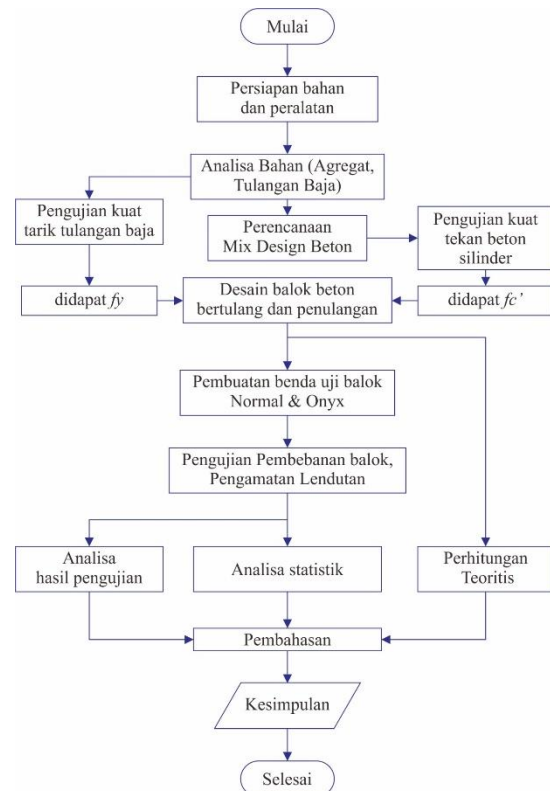 Mulai
Persiapan bahan
dan peralatan
Analisa Bahan (Agregat,
Tulangan Baja)
Pengujian kuat
tarik tulangan baja
Perencanaan
Mix Design Beton
Pengujian kuat
tekan beton
silinder
didapat fy
Desain balok beton
bertulang dan penulangan
didapat fc’
Pembuatan benda uji balok
Normal & Onyx
Pengujian Pembebanan balok,
Pengamatan Lendutan
Analisa
hasil pengujian
Analisa statistik
Perhitungan
Teoritis
Pembahasan
Kesimpulan
Selesai